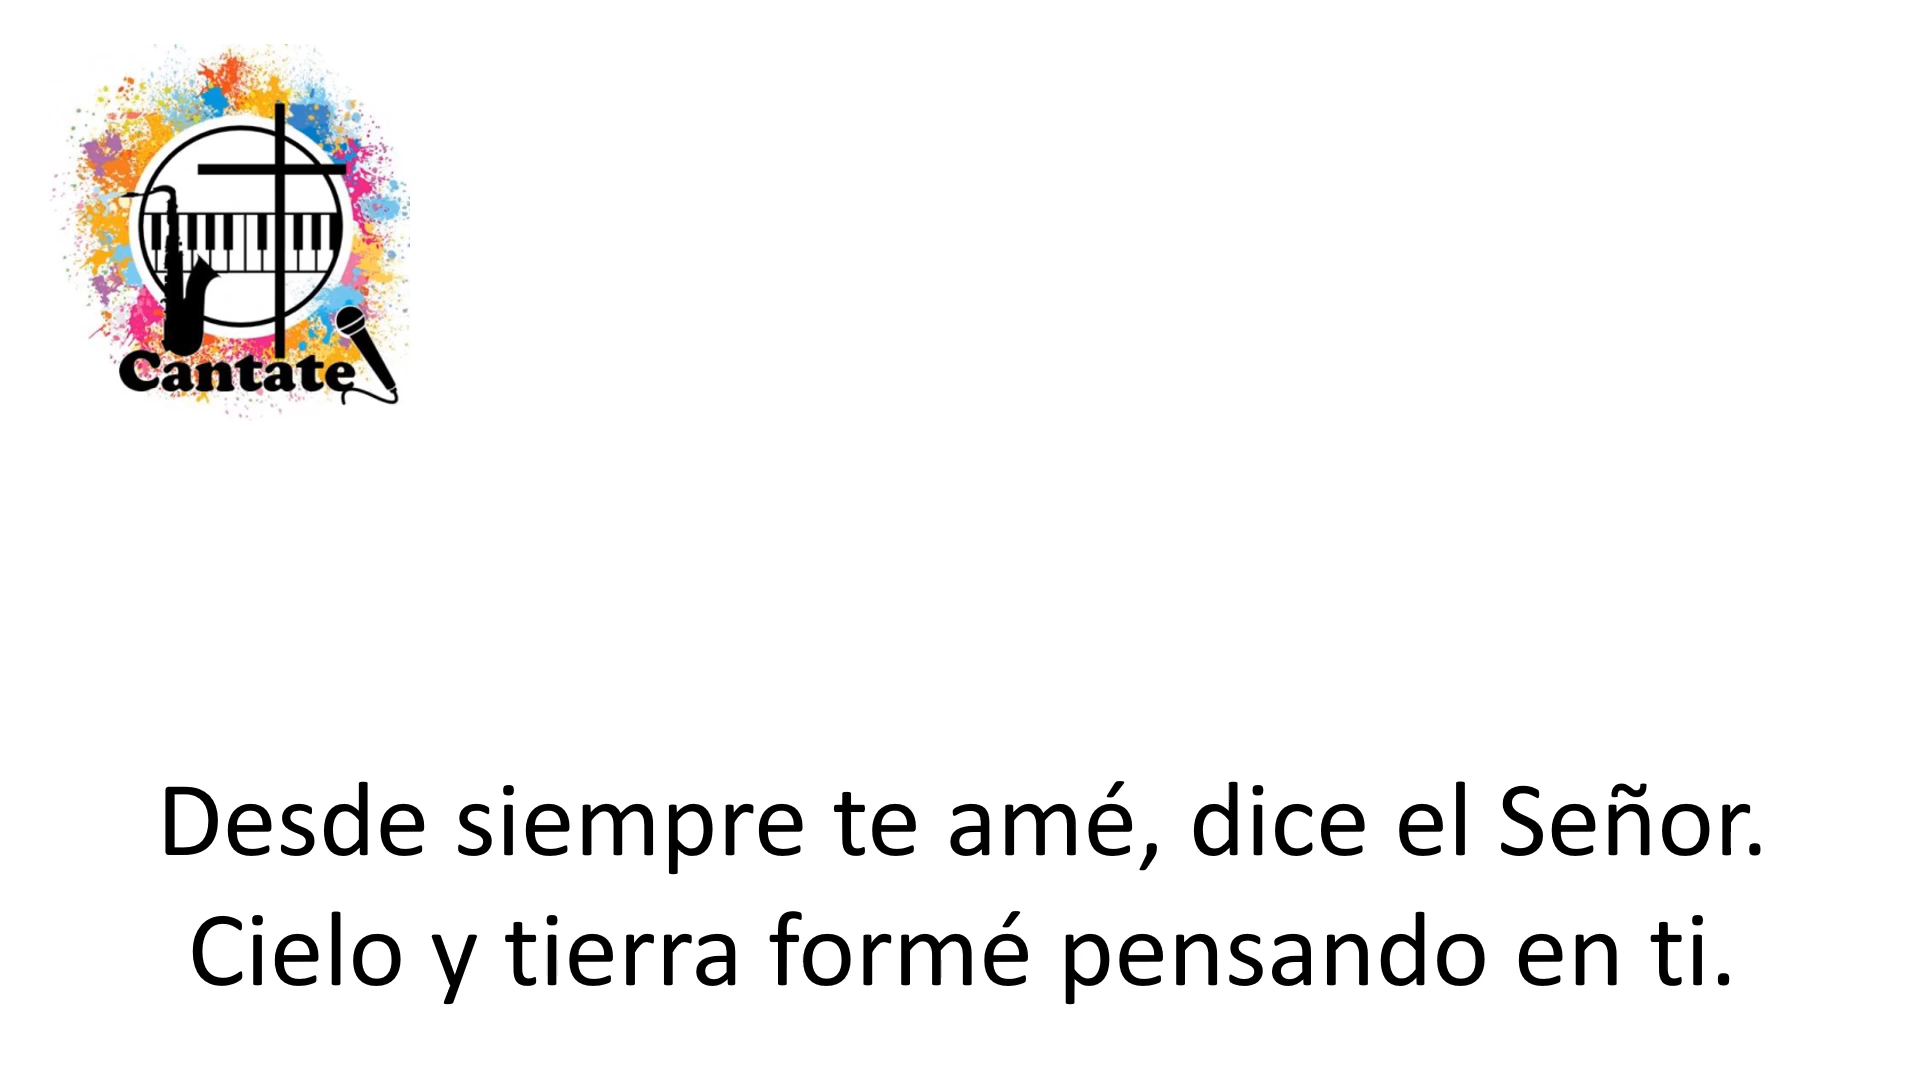 Cantate
Desde siempre te amé, dice el Señor.
Cielo y tierra formé pensando en ti.